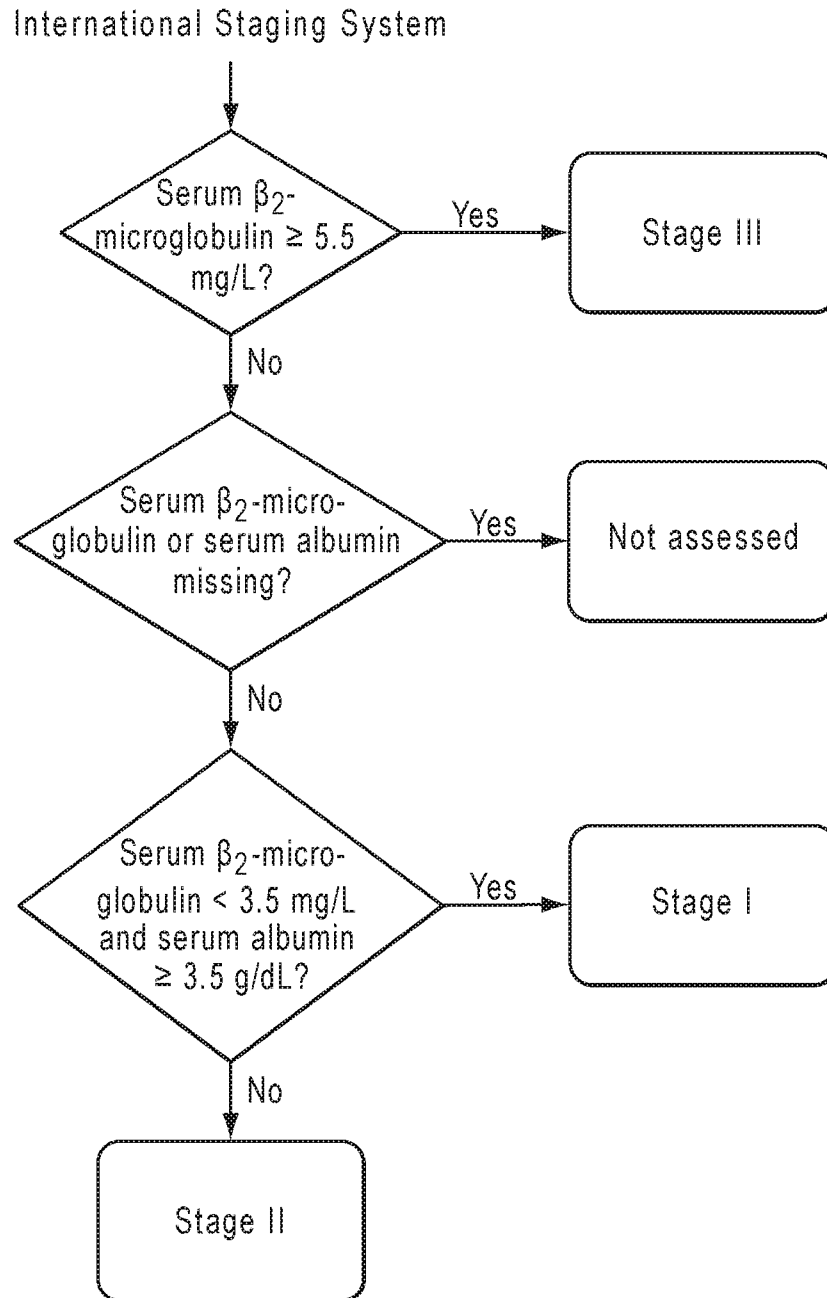 International Staging System
Serum β₂-
microglobulin ≥ 5.5
mg/L?
Yes
Stage III
No
Serum β₂-micro-
globulin or serum albumin
missing?
Yes
Not assessed
No
Serum β₂-micro-
globulin < 3.5 mg/L
and serum albumin
≥ 3.5 g/dL?
Yes
Stage I
No
Stage II